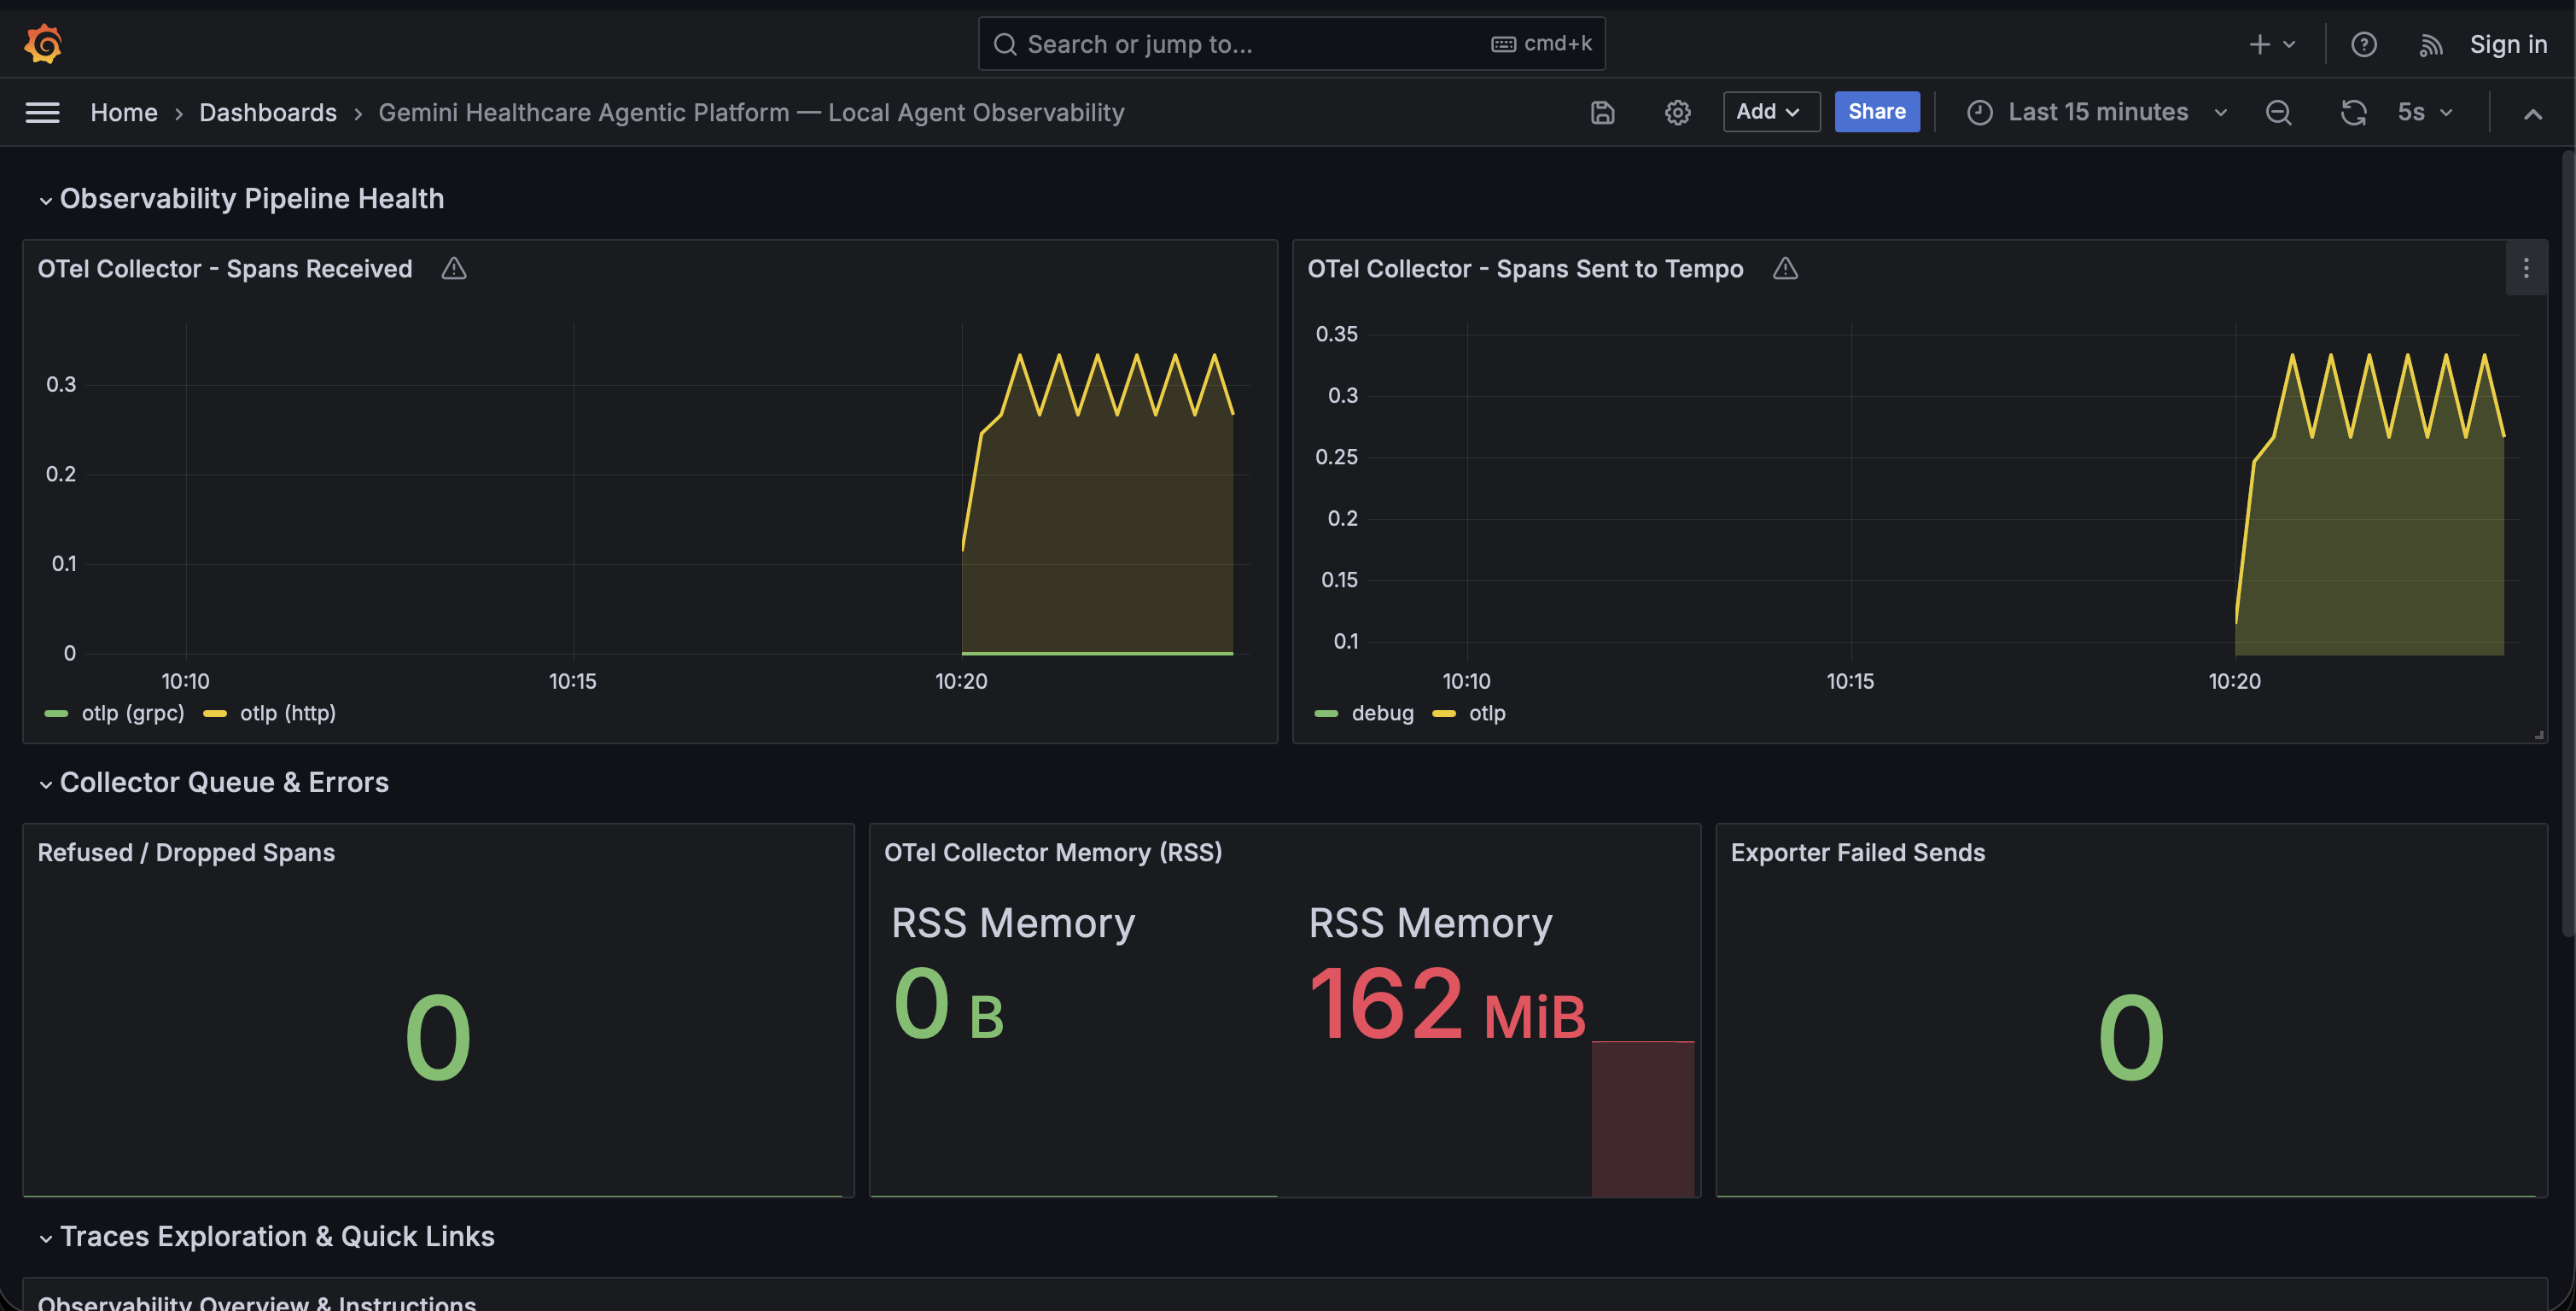 Search or jump to... cmd+k
Sign in
Home › Dashboards › Gemini Healthcare Agentic Platform — Local Agent Observability
Add
Share
Last 15 minutes
5s
Observability Pipeline Health
OTel Collector - Spans Received
0.3
0.2
0.1
0
10:10 10:15 10:20
otlp (grpc) otlp (http)
OTel Collector - Spans Sent to Tempo
0.35
0.3
0.25
0.2
0.15
0.1
10:10 10:15 10:20
debug otlp
Collector Queue & Errors
Refused / Dropped Spans
0
OTel Collector Memory (RSS)
RSS Memory
0 B
RSS Memory
162 MiB
Exporter Failed Sends
0
Traces Exploration & Quick Links
Observability Overview & Instructions